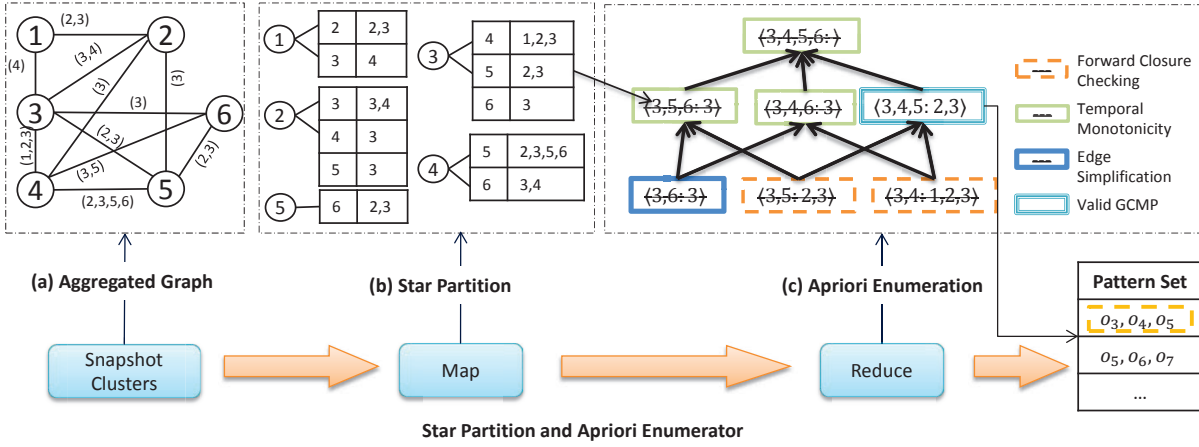 (2,3)
1
2
(3,4)
(4)
(3)
(3)
3
(3)
6
(1,2,3)
(2,3)
(2,3)
(3,5)
4
5
(2,3,5,6)
1
2 2,3
3 4
2
3 3,4
4 3
5 3
5
6 2,3
3
4 1,2,3
5 2,3
6 3
4
5 2,3,5,6
6 3,4
⟨3,4,5,6: ⟩
⟨3,5,6: 3⟩
⟨3,4,6: 3⟩
⟨3,4,5: 2,3⟩
⟨3,6: 3⟩
⟨3,5: 2,3⟩
⟨3,4: 1,2,3⟩
Forward Closure
Checking
Temporal
Monotonicity
Edge
Simplification
Valid GCMP
(a) Aggregated Graph
(b) Star Partition
(c) Apriori Enumeration
Snapshot
Clusters
Map
Reduce
Pattern Set
o₃, o₄, o₅
o₅, o₆, o₇
...
Star Partition and Apriori Enumerator